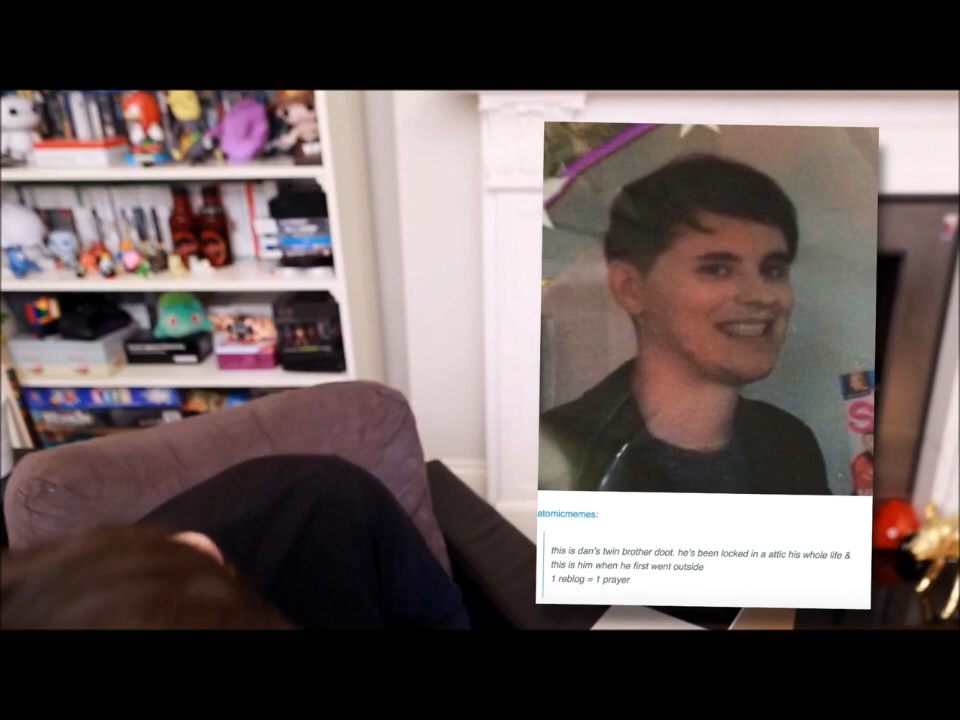 S
atomicmemes:
this is dan's twin brother doot. he's been locked in a attic his whole life &
this is him when he first went outside
1 reblog = 1 prayer